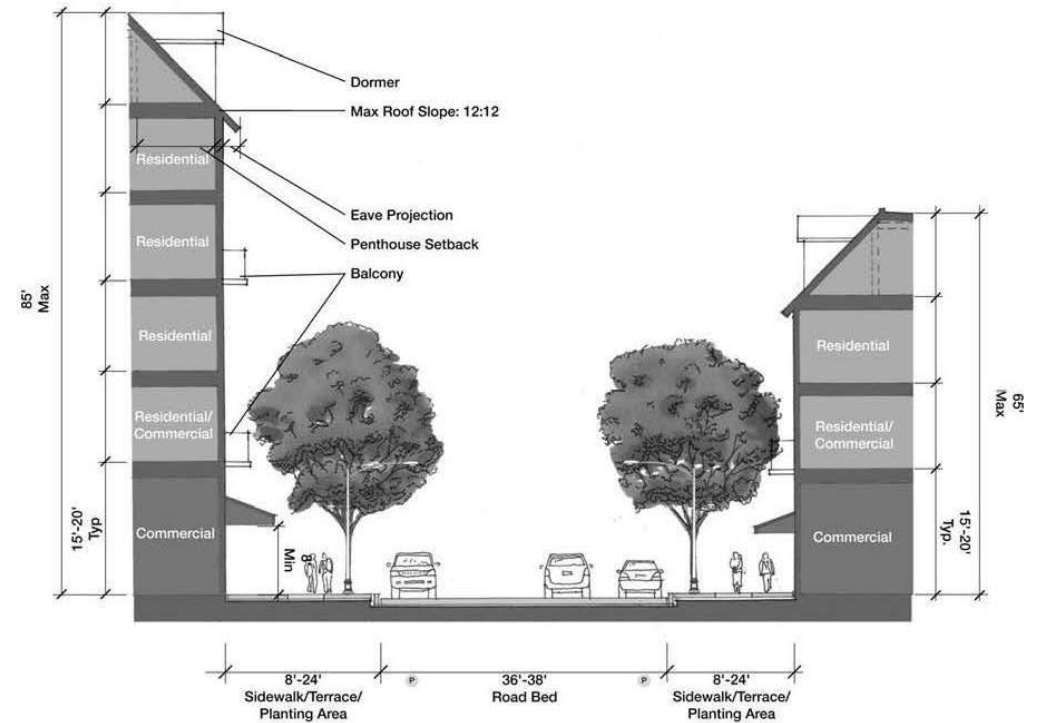 Dormer
Max Roof Slope: 12:12
Residential
Eave Projection
Residential
Penthouse Setback
Balcony
85'
Max
Residential
Residential
Residential/
Commercial
Residential/
Commercial
65'
Max
15'-20'
Typ
Commercial
8'
Min
Commercial
15'-20'
Typ.
8'-24'
P
36'-38'
P
8'-24'
Sidewalk/Terrace/
Planting Area
Road Bed
Sidewalk/Terrace/
Planting Area